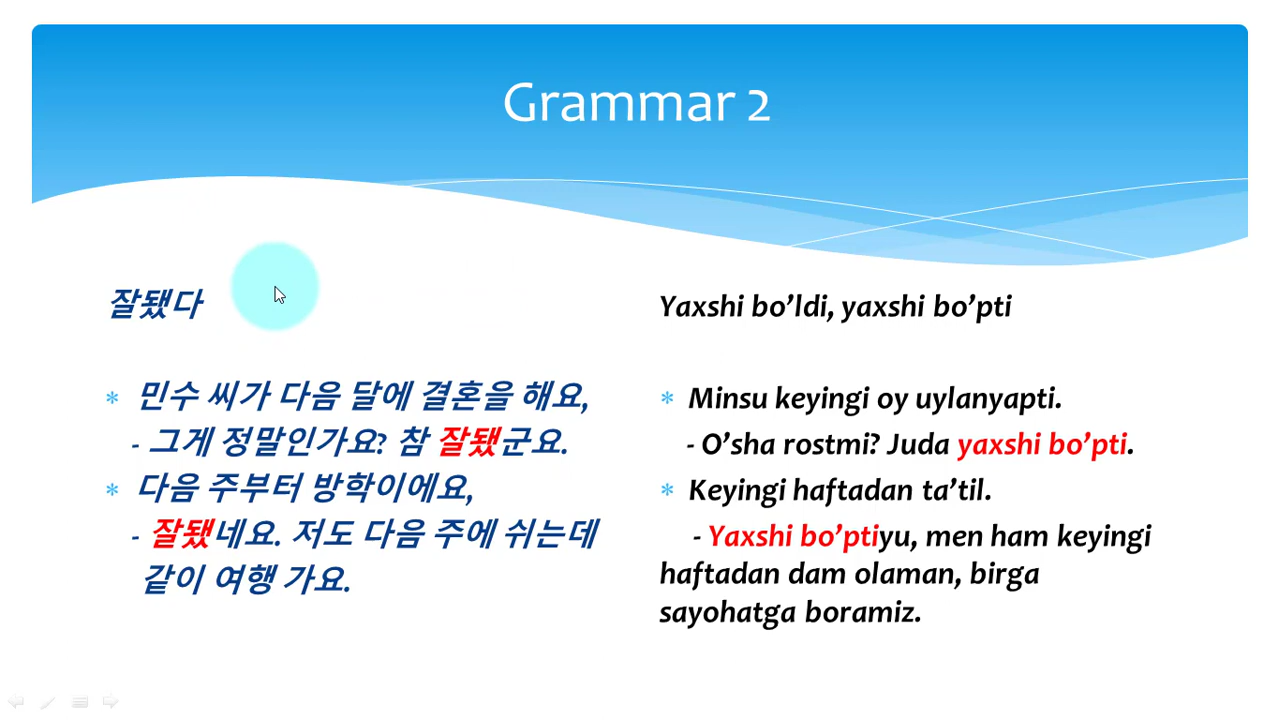 Grammar 2
잘됐다
* 민수 씨가 다음 달에 결혼을 해요,
- 그게 정말인가요? 참 잘됐군요.
* 다음 주부터 방학이에요,
- 잘됐네요. 저도 다음 주에 쉬는데
같이 여행 가요.
Yaxshi bo’ldi, yaxshi bo’pti
* Minsu keyingi oy uylanyapti.
- O’sha rostmi? Juda yaxshi bo’pti.
* Keyingi haftadan ta’til.
- Yaxshi bo’ptiyu, men ham keyingi
haftadan dam olaman, birga
sayohatga boramiz.